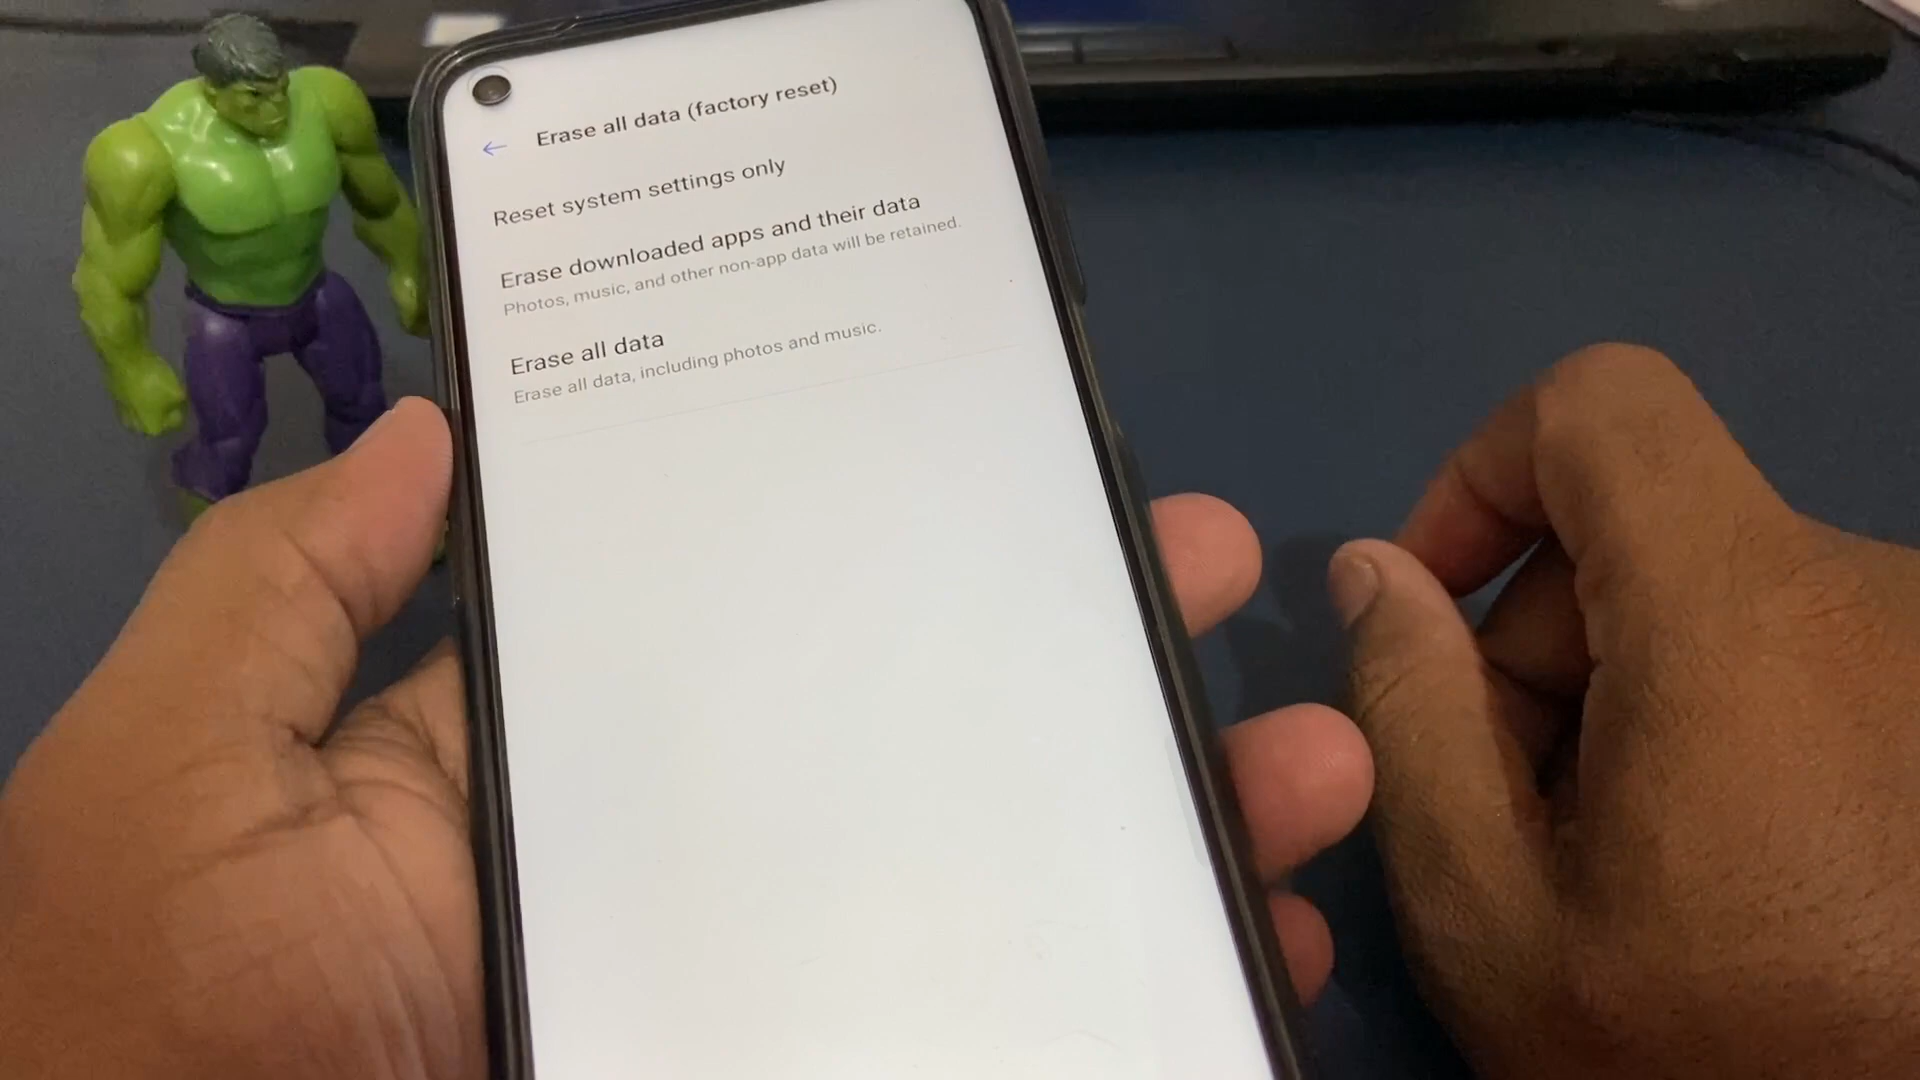 Erase all data (factory reset)
Reset system settings only
Erase downloaded apps and their data
Photos, music, and other non-app data will be retained.
Erase all data
Erase all data, including photos and music.